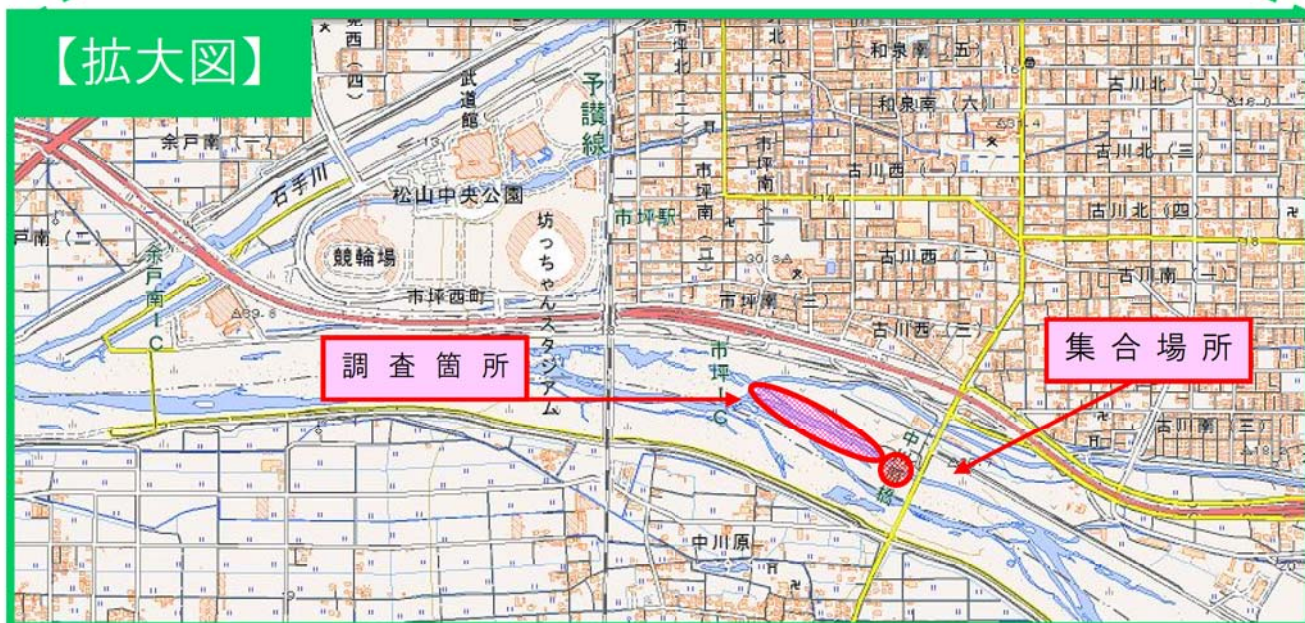 【拡大図】
見西(四)
武道館
予讃線
市坪北(二)
和泉南(五)
古川北(二)
和泉南(六)
余戸南(一)
石手川
松山中央公園
市坪南(一)
古川西(一)
古川北(三)
戸南(二)
余戸南IC
競輪場
坊っちゃんスタジアム
市坪駅
市坪南(二)
古川北(四)
古川西(二)
古川南(一)
市坪西町
市坪南(三)
古川西(三)
市坪IC
調査箇所
集合場所
古川南(三)
中川原橋
中川原